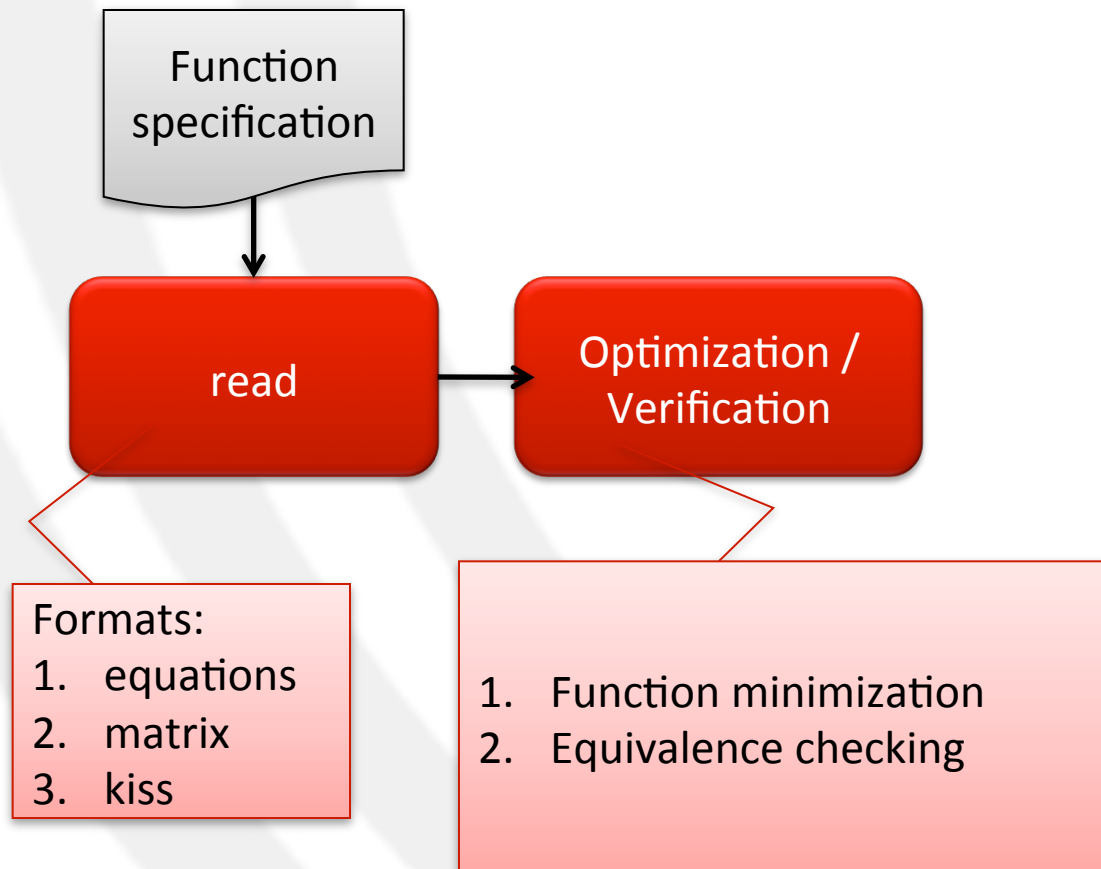 Function
specification
read
Optimization /
Verification
Formats:
1. equations
2. matrix
3. kiss
1. Function minimization
2. Equivalence checking